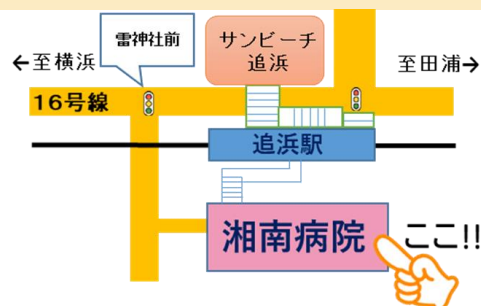 雷神社前
サンビーチ
追浜
←至横浜
至田浦→
16号線
追浜駅
湘南病院
ここ!!